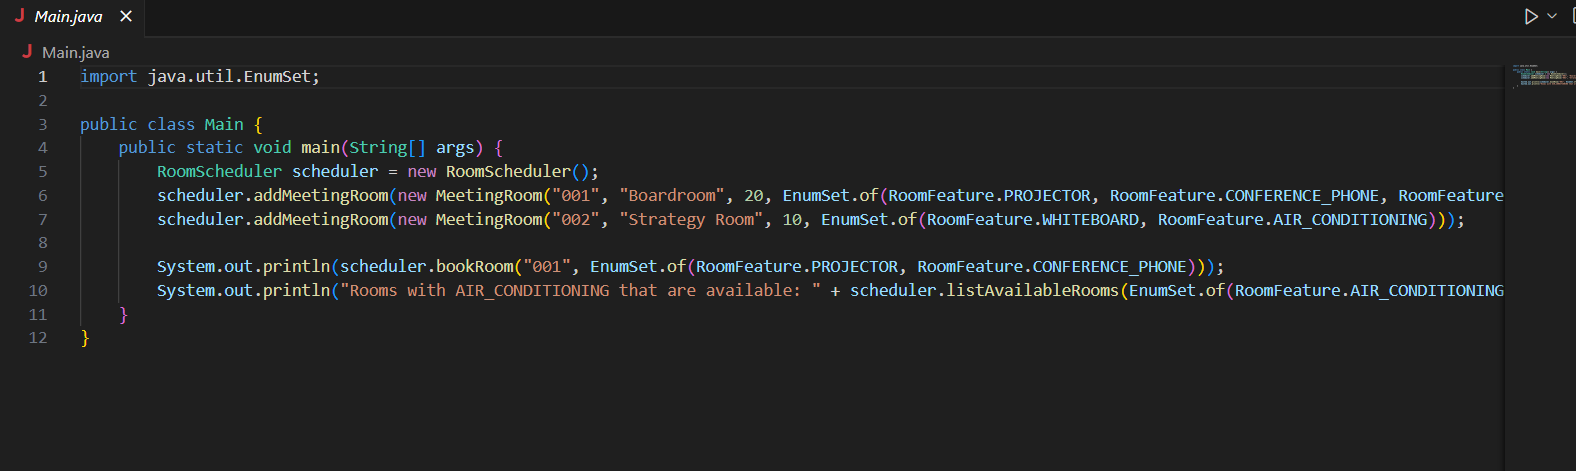 Main.java
Main.java
1 import java.util.EnumSet;
2
3 public class Main {
4 public static void main(String[] args) {
5 RoomScheduler scheduler = new RoomScheduler();
6 scheduler.addMeetingRoom(new MeetingRoom("001", "Boardroom", 20, EnumSet.of(RoomFeature.PROJECTOR, RoomFeature.CONFERENCE_PHONE, RoomFeature
7 scheduler.addMeetingRoom(new MeetingRoom("002", "Strategy Room", 10, EnumSet.of(RoomFeature.WHITEBOARD, RoomFeature.AIR_CONDITIONING)));
8
9 System.out.println(scheduler.bookRoom("001", EnumSet.of(RoomFeature.PROJECTOR, RoomFeature.CONFERENCE_PHONE)));
10 System.out.println("Rooms with AIR_CONDITIONING that are available: " + scheduler.listAvailableRooms(EnumSet.of(RoomFeature.AIR_CONDITIONING
11 }
12 }